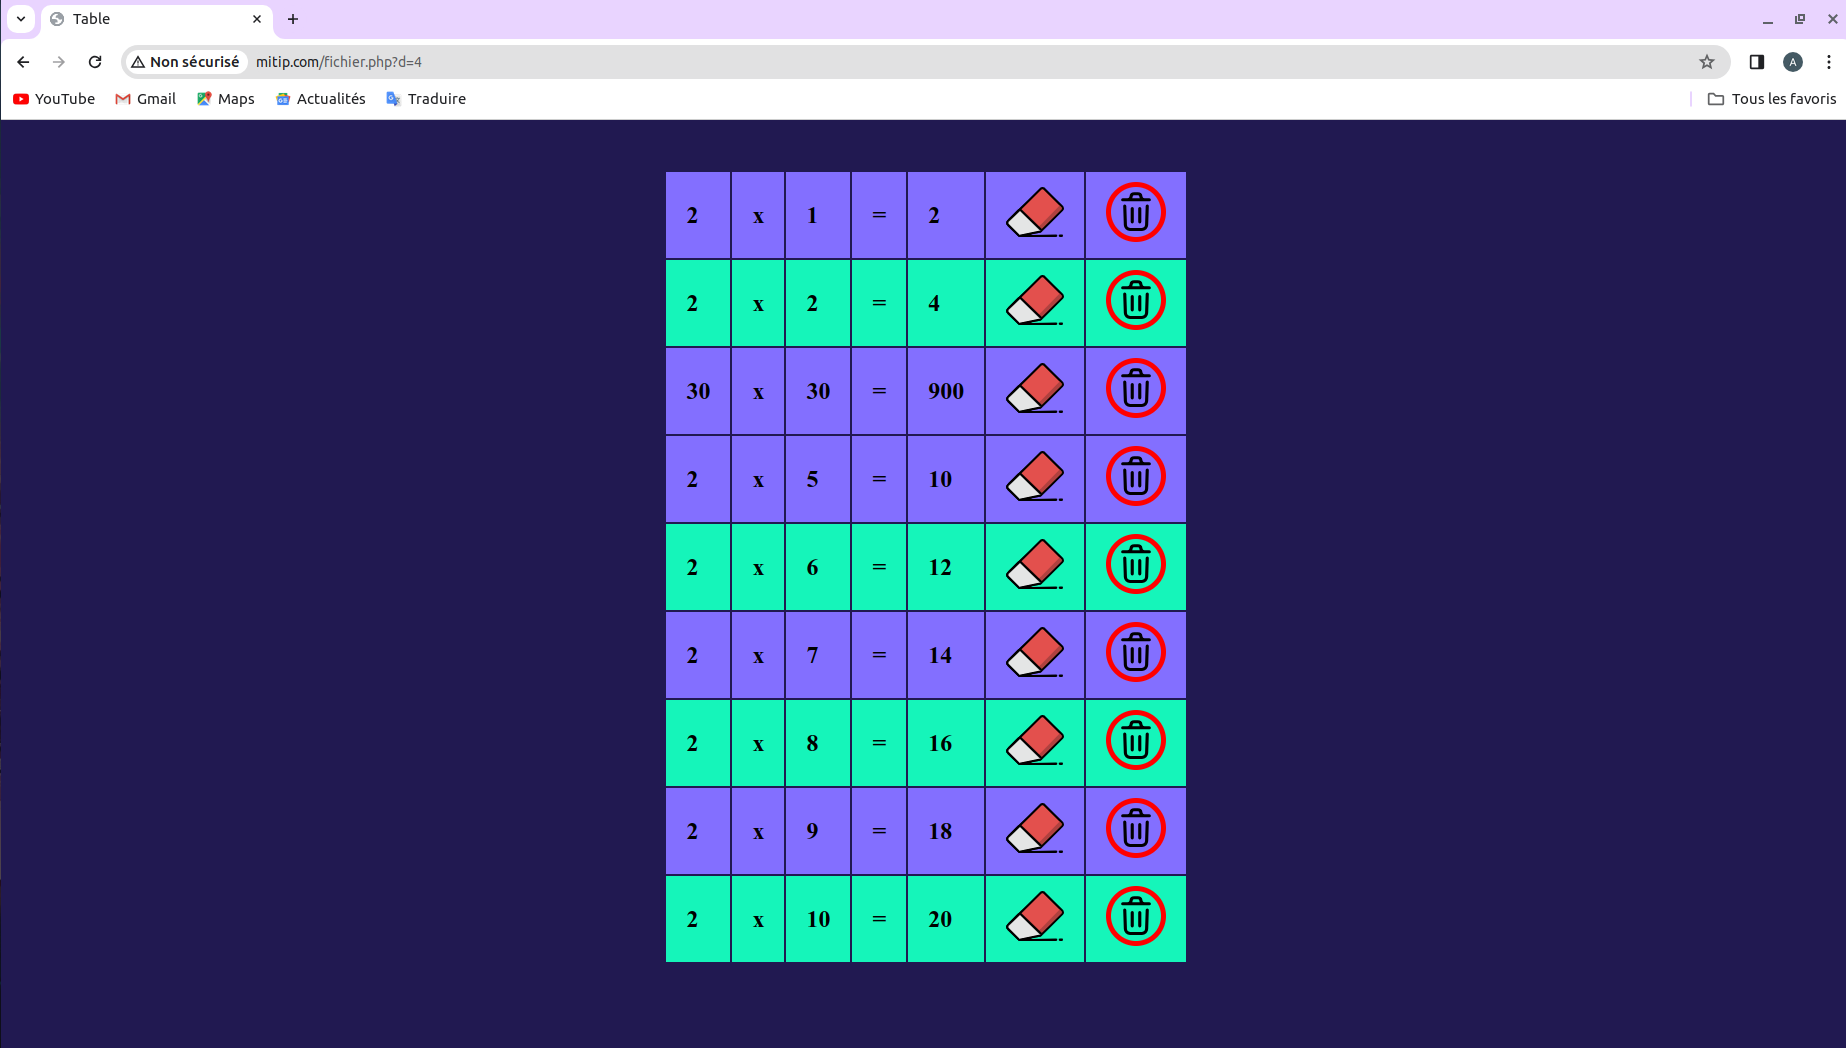 Table
Non sécurisé mitip.com/fichier.php?d=4
A
YouTube Gmail Maps Actualités Traduire Tous les favoris
2 x 1 = 2
2 x 2 = 4
30 x 30 = 900
2 x 5 = 10
2 x 6 = 12
2 x 7 = 14
2 x 8 = 16
2 x 9 = 18
2 x 10 = 20